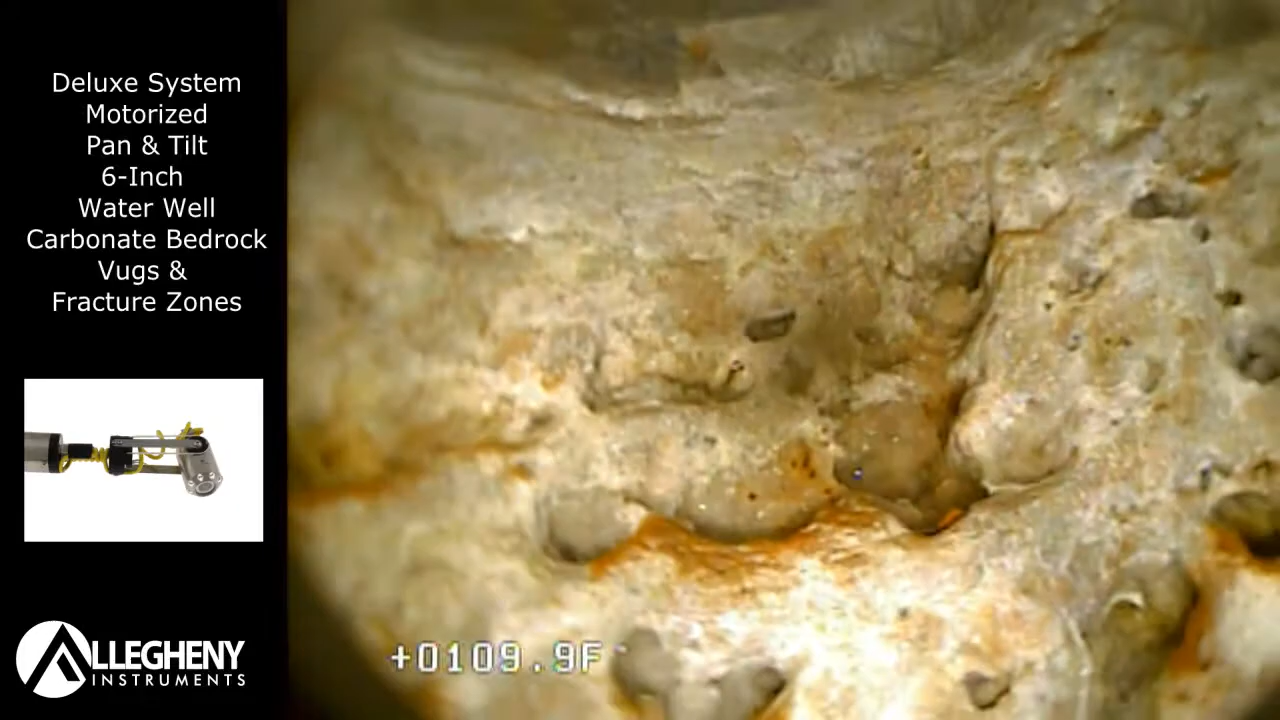 Deluxe System
Motorized
Pan & Tilt
6-Inch
Water Well
Carbonate Bedrock
Vugs &
Fracture Zones
ALLEGHENY
INSTRUMENTS
+0109.9F